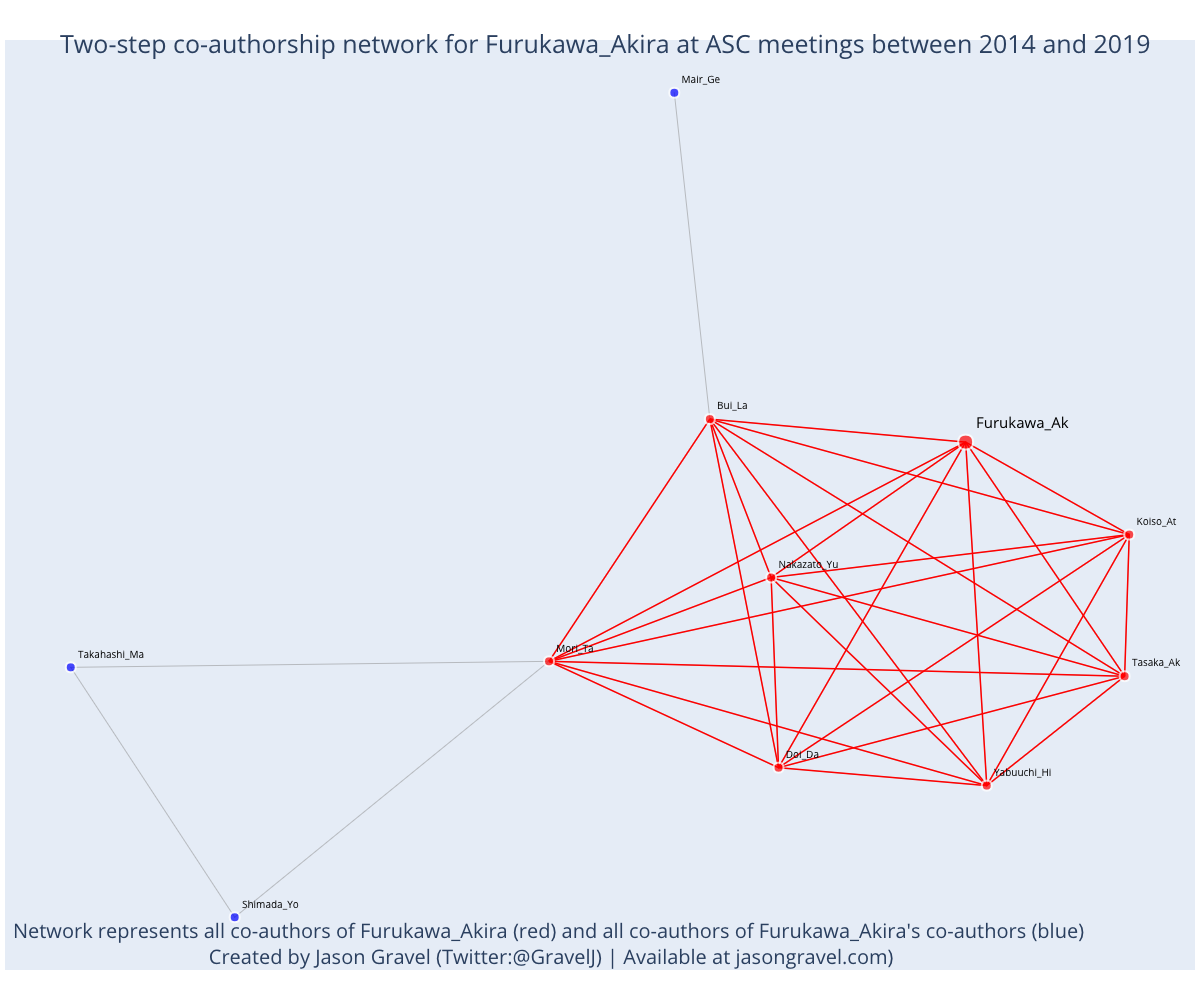 Two-step co-authorship network for Furukawa_Akira at ASC meetings between 2014 and 2019
Mair_Ge
Bui_La
Furukawa_Ak
Koiso_At
Nakazato_Yu
Mori_Ta
Takahashi_Ma
Tasaka_Ak
Doi_Da
Yabuuchi_Hi
Shimada_Yo
Network represents all co-authors of Furukawa_Akira (red) and all co-authors of Furukawa_Akira's co-authors (blue)
Created by Jason Gravel (Twitter:@GravelJ) | Available at jasongravel.com)